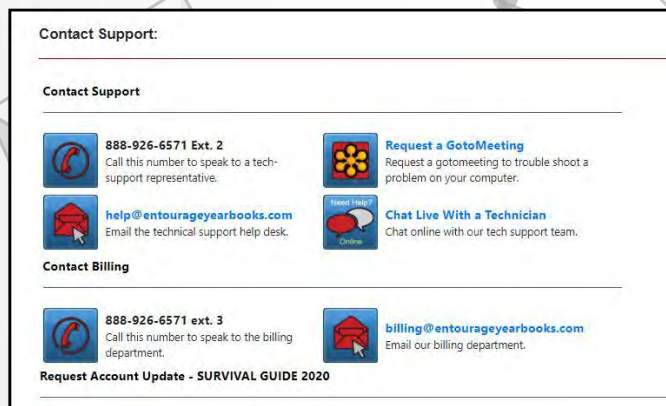 Contact Support:
Contact Support
888-926-6571 Ext. 2
Call this number to speak to a tech-
support representative.
Request a GotoMeeting
Request a gotomeeting to trouble shoot a
problem on your computer.
help@entourageyearbooks.com
Email the technical support help desk.
Need Help?
Online
Chat Live With a Technician
Chat online with our tech support team.
Contact Billing
888-926-6571 ext. 3
Call this number to speak to the billing
department.
billing@entourageyearbooks.com
Email our billing department.
Request Account Update - SURVIVAL GUIDE 2020